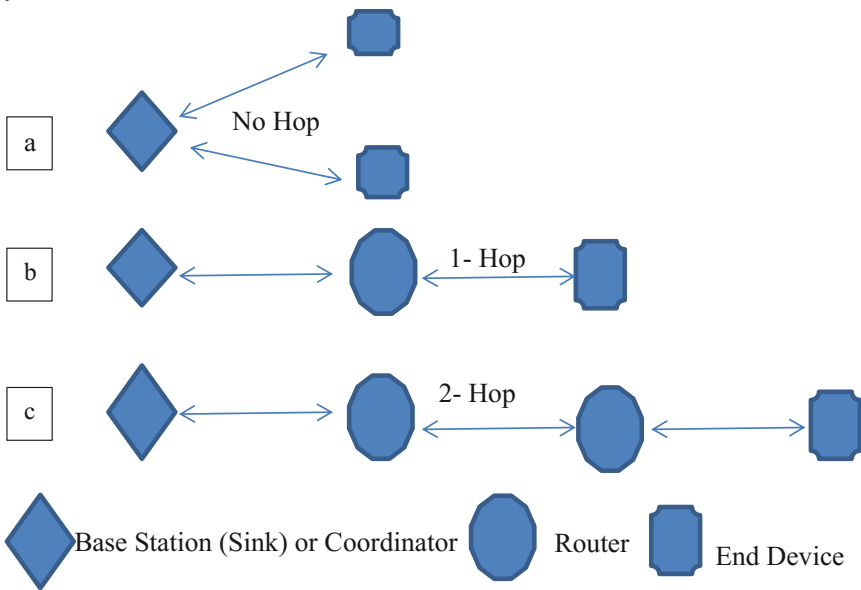 No Hop
a
1- Hop
b
2- Hop
c
Base Station (Sink) or Coordinator
Router
End Device